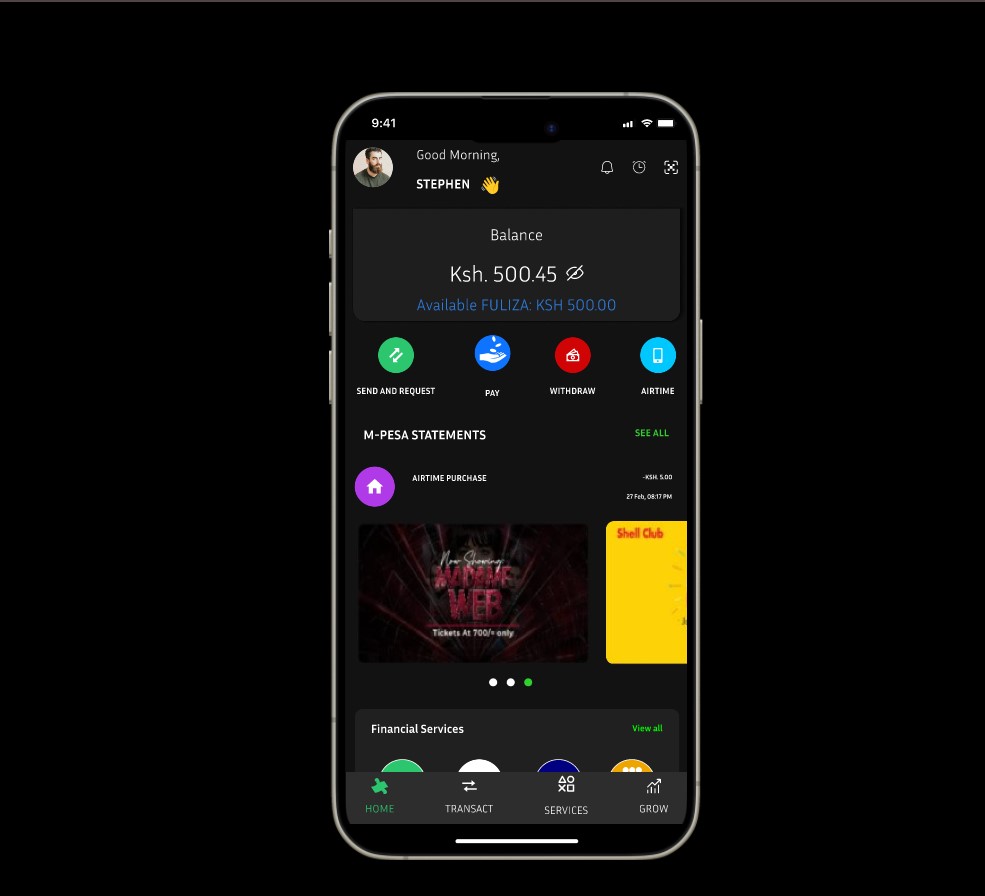 9:41
Good Morning,
STEPHEN
Balance
Ksh. 500.45
Available FULIZA: KSH 500.00
SEND AND REQUEST
PAY
WITHDRAW
AIRTIME
M-PESA STATEMENTS
SEE ALL
AIRTIME PURCHASE
-KSH. 5.00
27 Feb, 08:17 PM
Now Showing:
MADAME
WEB
Tickets At 700/= only
Shell Club
Financial Services
View all
HOME
TRANSACT
SERVICES
GROW